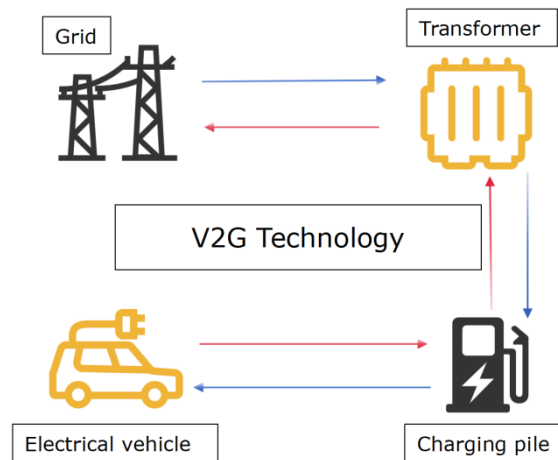 Grid
Transformer
V2G Technology
Electrical vehicle
Charging pile